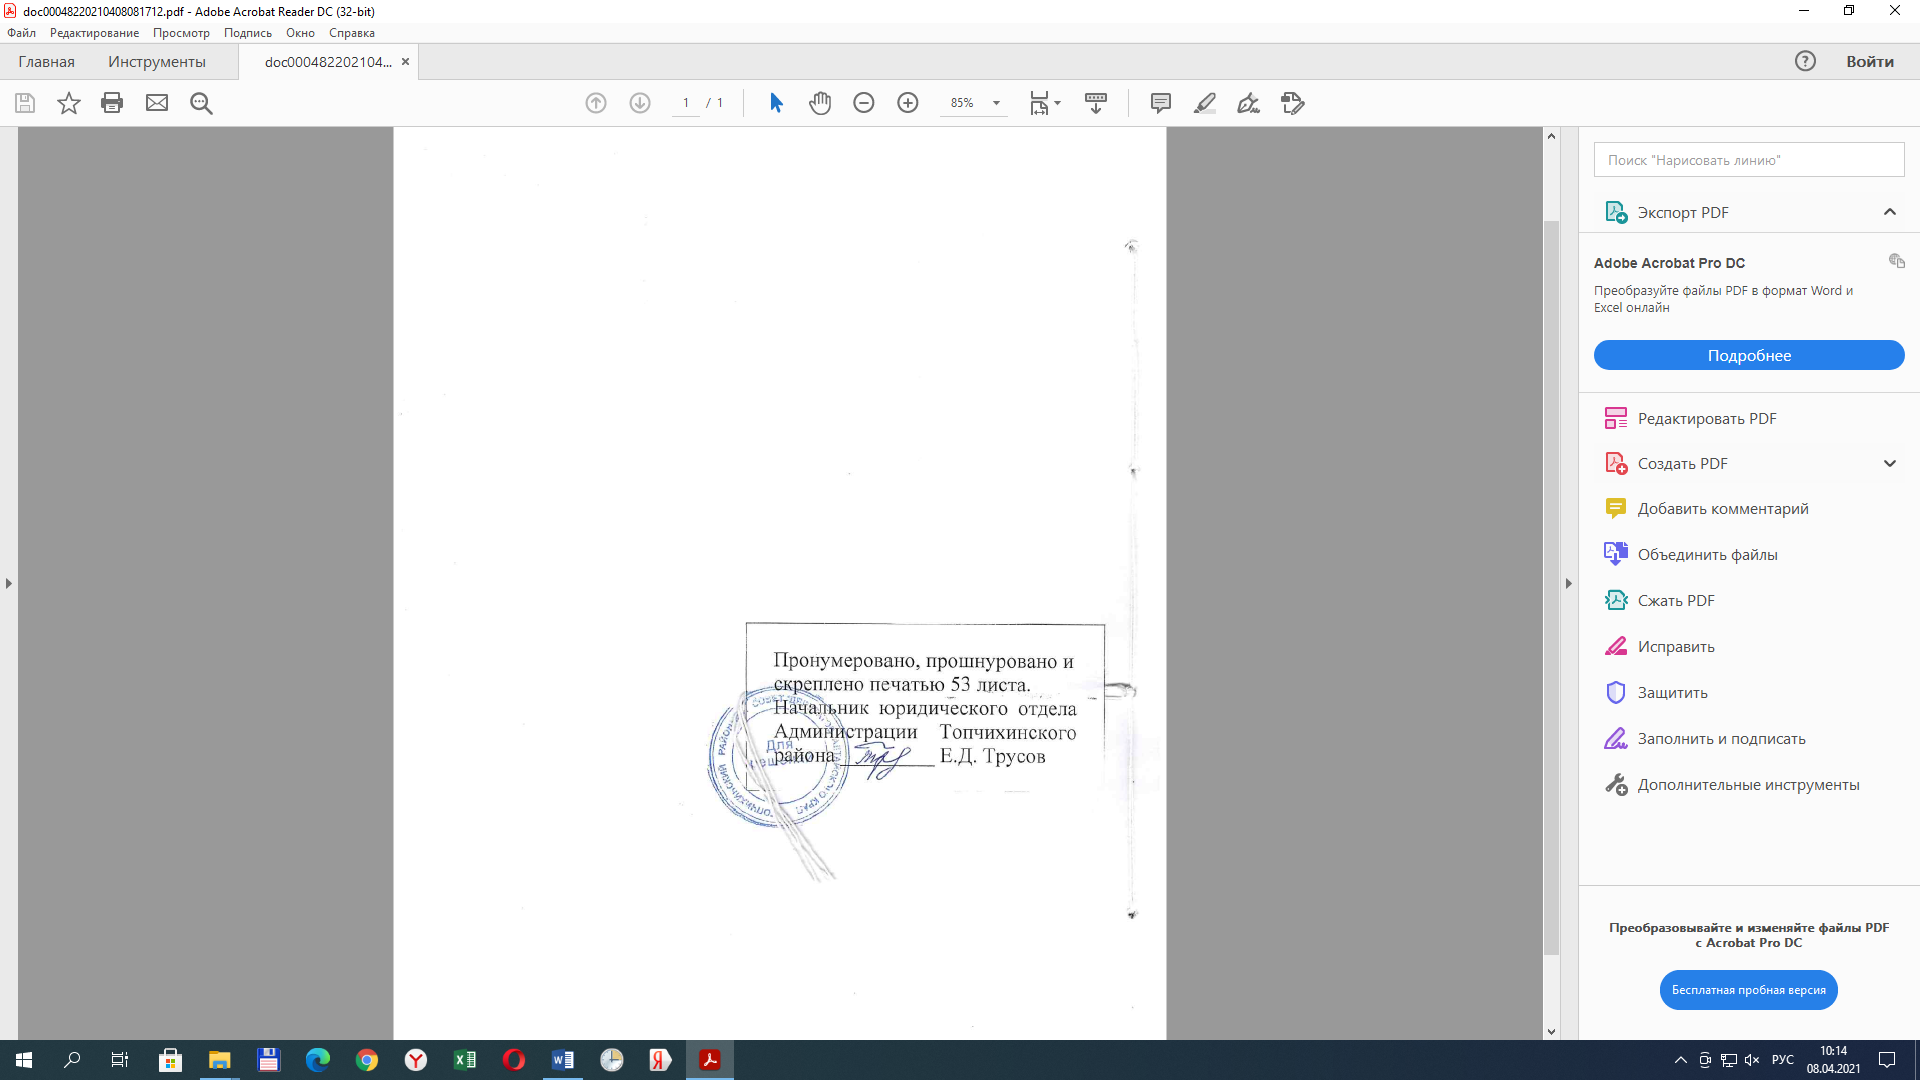 doc00048220210408081712.pdf - Adobe Acrobat Reader DC (32-bit)
Файл Редактирование Просмотр Подпись Окно Справка
Главная Инструменты doc000482202104... × Войти
1 / 1 85%
Поиск "Нарисовать линию"
Экспорт PDF
Adobe Acrobat Pro DC
Преобразуйте файлы PDF в формат Word и
Excel онлайн
Подробнее
Редактировать PDF
Создать PDF
Добавить комментарий
Объединить файлы
Сжать PDF
Исправить
Защитить
Заполнить и подписать
Дополнительные инструменты
Преобразовывайте и изменяйте файлы PDF
с Acrobat Pro DC
Бесплатная пробная версия
Пронумеровано, прошнуровано и
скреплено печатью 53 листа.
Начальник юридического отдела
Администрации Топчихинского
района Е.Д. Трусов
Для
РУС
10:14
08.04.2021